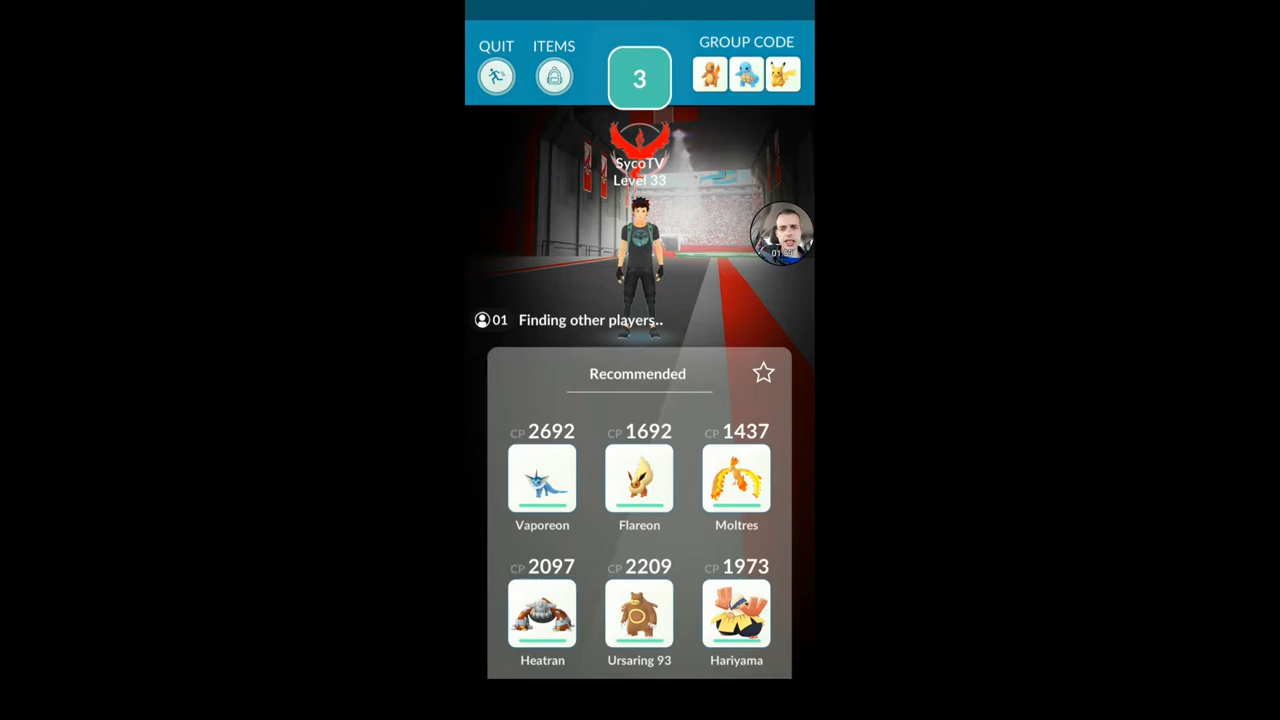 QUIT
ITEMS
GROUP CODE
3
SycoTV
Level 33
01 Finding other players..
Recommended
CP 2692
CP 1692
CP 1437
Vaporeon
Flareon
Moltres
CP 2097
CP 2209
CP 1973
Heatran
Ursaring 93
Hariyama